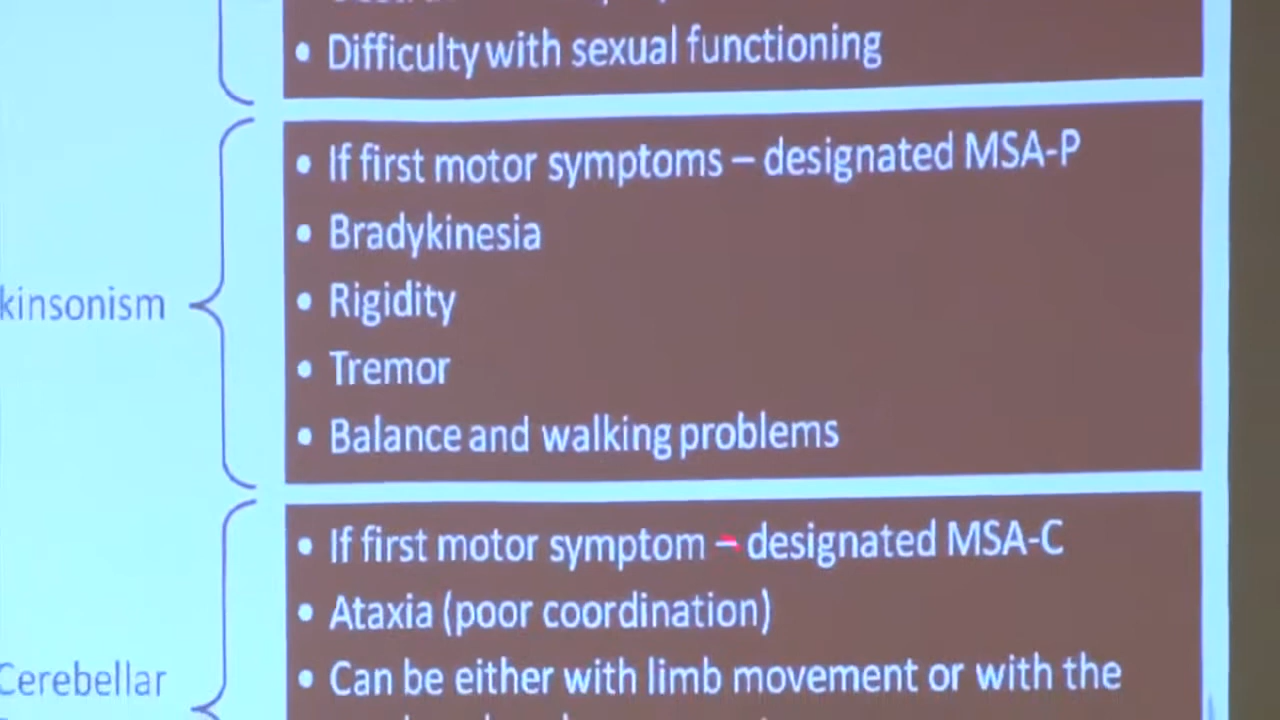 • Difficulty with sexual functioning
• If first motor symptoms – designated MSA-P
• Bradykinesia
kinsonism
• Rigidity
• Tremor
• Balance and walking problems
• If first motor symptom – designated MSA-C
• Ataxia (poor coordination)
Cerebellar
• Can be either with limb movement or with the